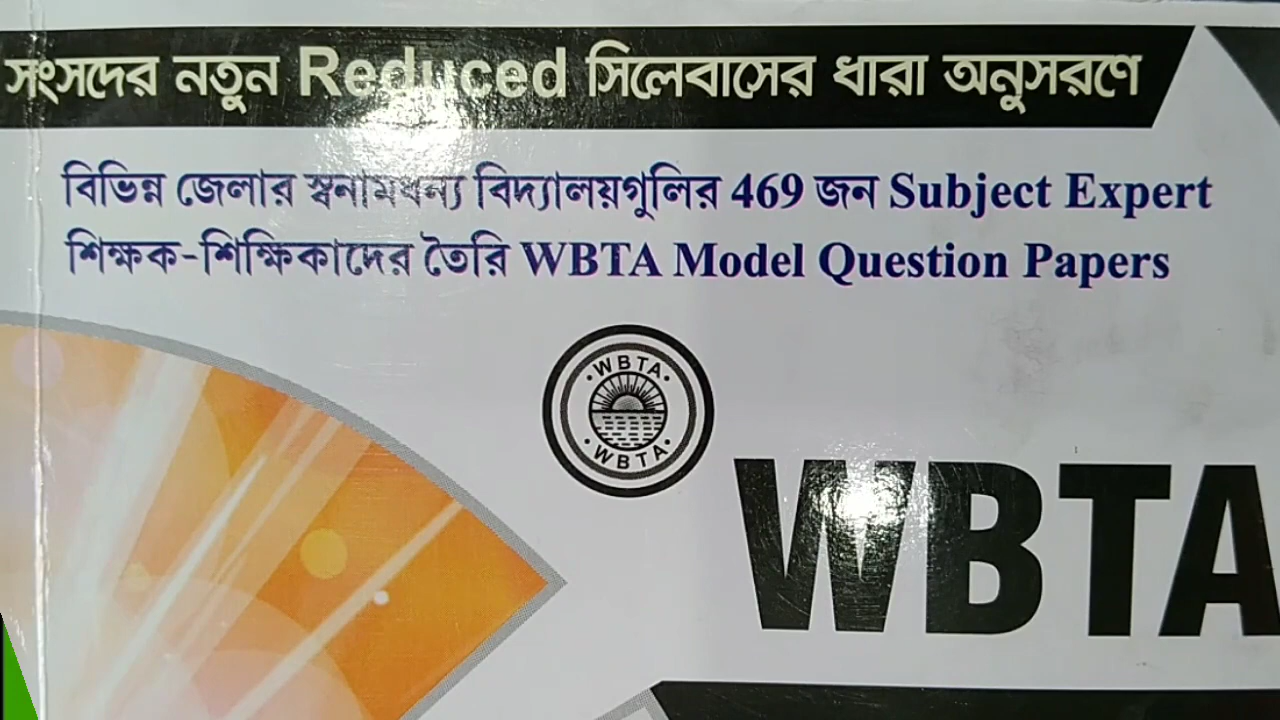 সংসদের নতুন Reduced সিলেবাসের ধারা অনুসরণে
বিভিন্ন জেলার স্বনামধন্য বিদ্যালয়গুলির 469 জন Subject Expert
শিক্ষক-শিক্ষিকাদের তৈরি WBTA Model Question Papers
WBTA
WBTA
WBTA